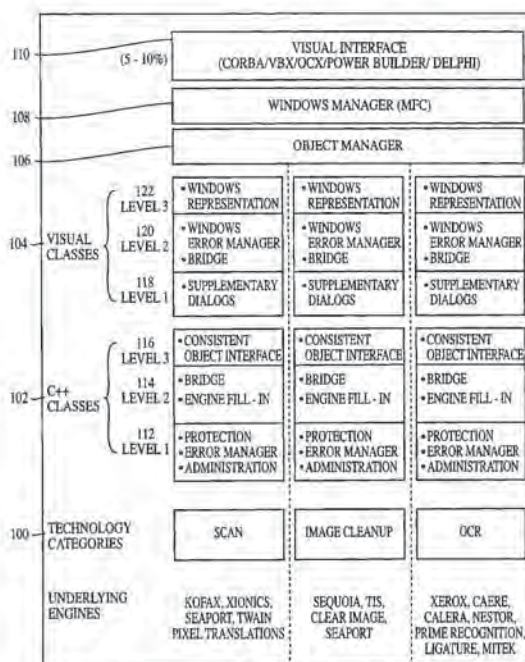 110
(5 - 10%)
VISUAL INTERFACE
(CORBA/VBX/OCX/POWER BUILDER/ DELPHI)
108
WINDOWS MANAGER (MFC)
106
OBJECT MANAGER
104
VISUAL
CLASSES
122
LEVEL 3
• WINDOWS
REPRESENTATION
• WINDOWS
REPRESENTATION
• WINDOWS
REPRESENTATION
120
LEVEL 2
• WINDOWS
ERROR MANAGER
• BRIDGE
• WINDOWS
ERROR MANAGER
• BRIDGE
• WINDOWS
ERROR MANAGER
• BRIDGE
118
LEVEL 1
• SUPPLEMENTARY
DIALOGS
• SUPPLEMENTARY
DIALOGS
• SUPPLEMENTARY
DIALOGS
102
C++
CLASSES
116
LEVEL 3
• CONSISTENT
OBJECT INTERFACE
• CONSISTENT
OBJECT INTERFACE
• CONSISTENT
OBJECT INTERFACE
114
LEVEL 2
• BRIDGE
• ENGINE FILL - IN
• BRIDGE
• ENGINE FILL - IN
• BRIDGE
• ENGINE FILL - IN
112
LEVEL 1
• PROTECTION
• ERROR MANAGER
• ADMINISTRATION
• PROTECTION
• ERROR MANAGER
• ADMINISTRATION
• PROTECTION
• ERROR MANAGER
• ADMINISTRATION
100
TECHNOLOGY
CATEGORIES
SCAN
IMAGE CLEANUP
OCR
UNDERLYING
ENGINES
KOFAX, XIONICS,
SEAPORT, TWAIN
PIXEL TRANSLATIONS
SEQUOIA, TIS,
CLEAR IMAGE,
SEAPORT
XEROX, CAERE,
CALERA, NESTOR,
PRIME RECOGNITION,
LIGATURE, MITEK